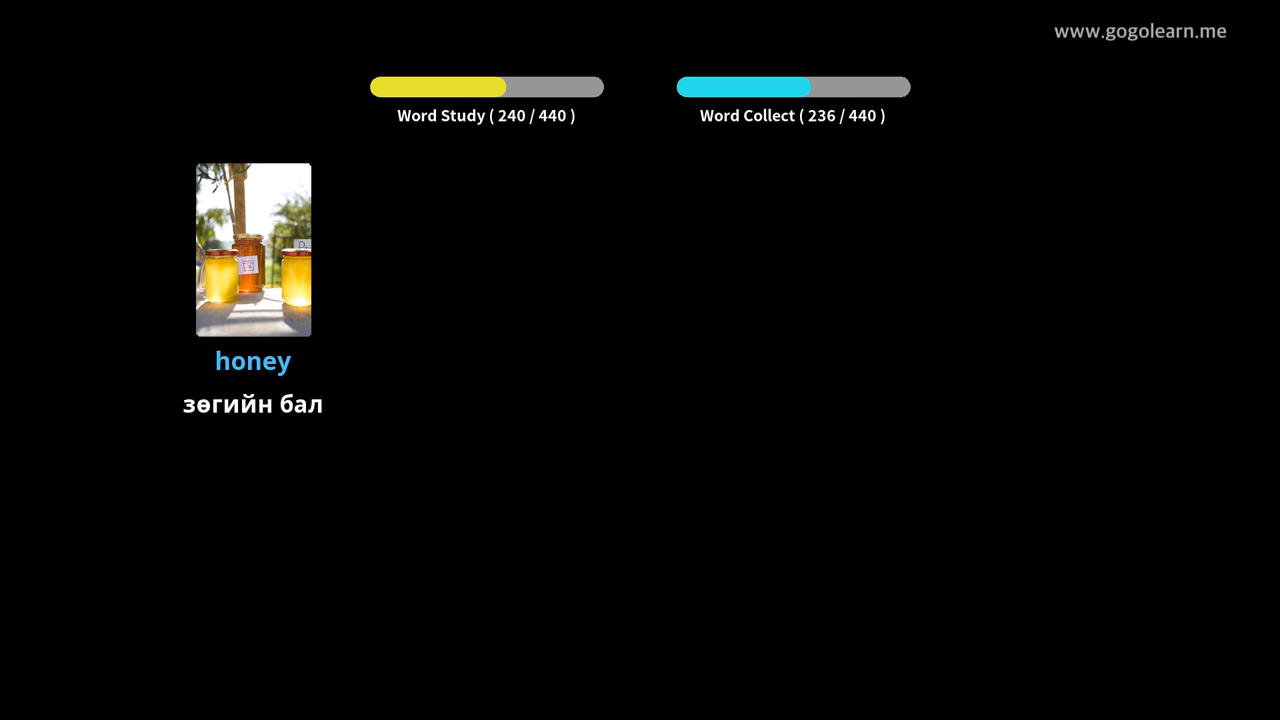 www.gogolearn.me
Word Study ( 240 / 440 )
Word Collect ( 236 / 440 )
D.
honey
зөгийн бал